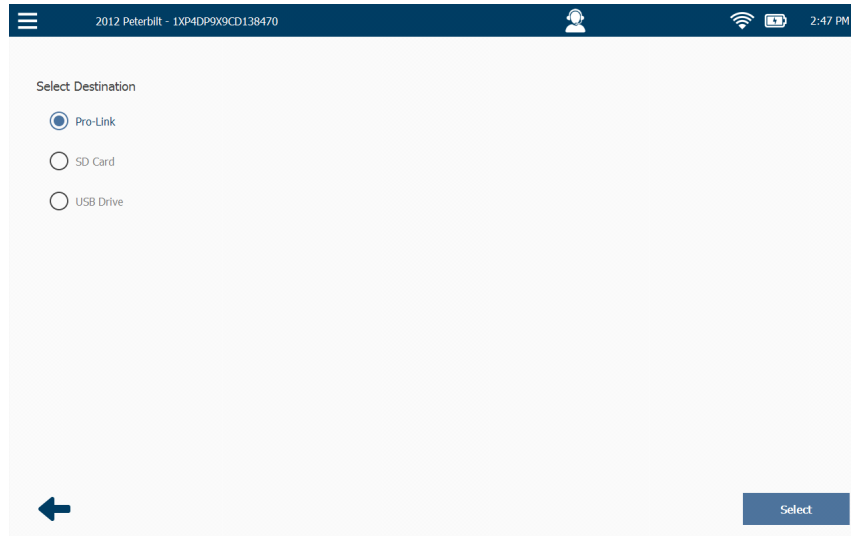 2012 Peterbilt - 1XP4DP9X9CD138470
2:47 PM
Select Destination
Pro-Link
SD Card
USB Drive
Select